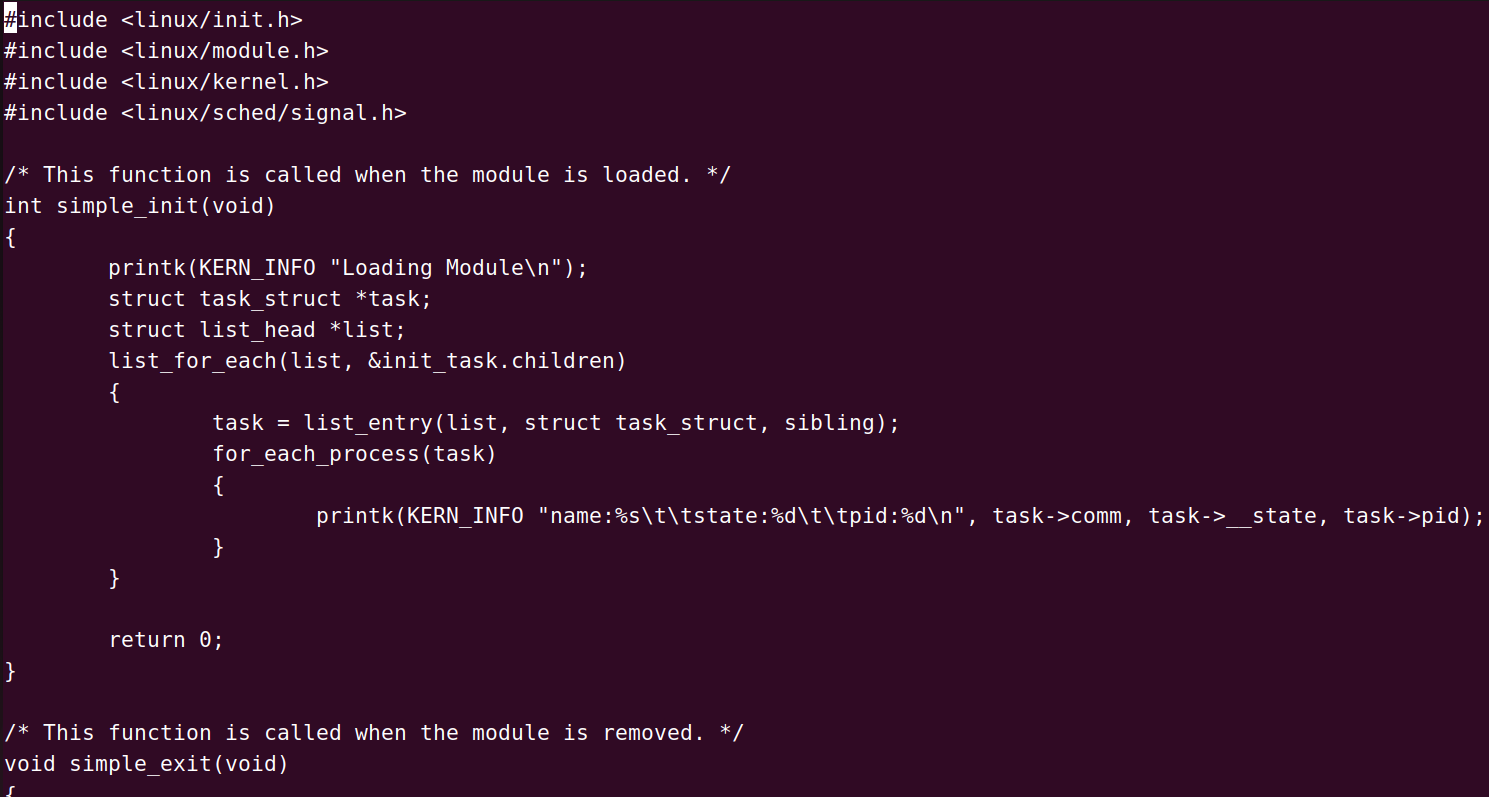 #include <linux/init.h>
#include <linux/module.h>
#include <linux/kernel.h>
#include <linux/sched/signal.h>

/* This function is called when the module is loaded. */
int simple_init(void)
{
        printk(KERN_INFO "Loading Module\n");
        struct task_struct *task;
        struct list_head *list;
        list_for_each(list, &init_task.children)
        {
                task = list_entry(list, struct task_struct, sibling);
                for_each_process(task)
                {
                        printk(KERN_INFO "name:%s\t\tstate:%d\t\tpid:%d\n", task->comm, task->__state, task->pid);
                }
        }

        return 0;
}

/* This function is called when the module is removed. */
void simple_exit(void)
{